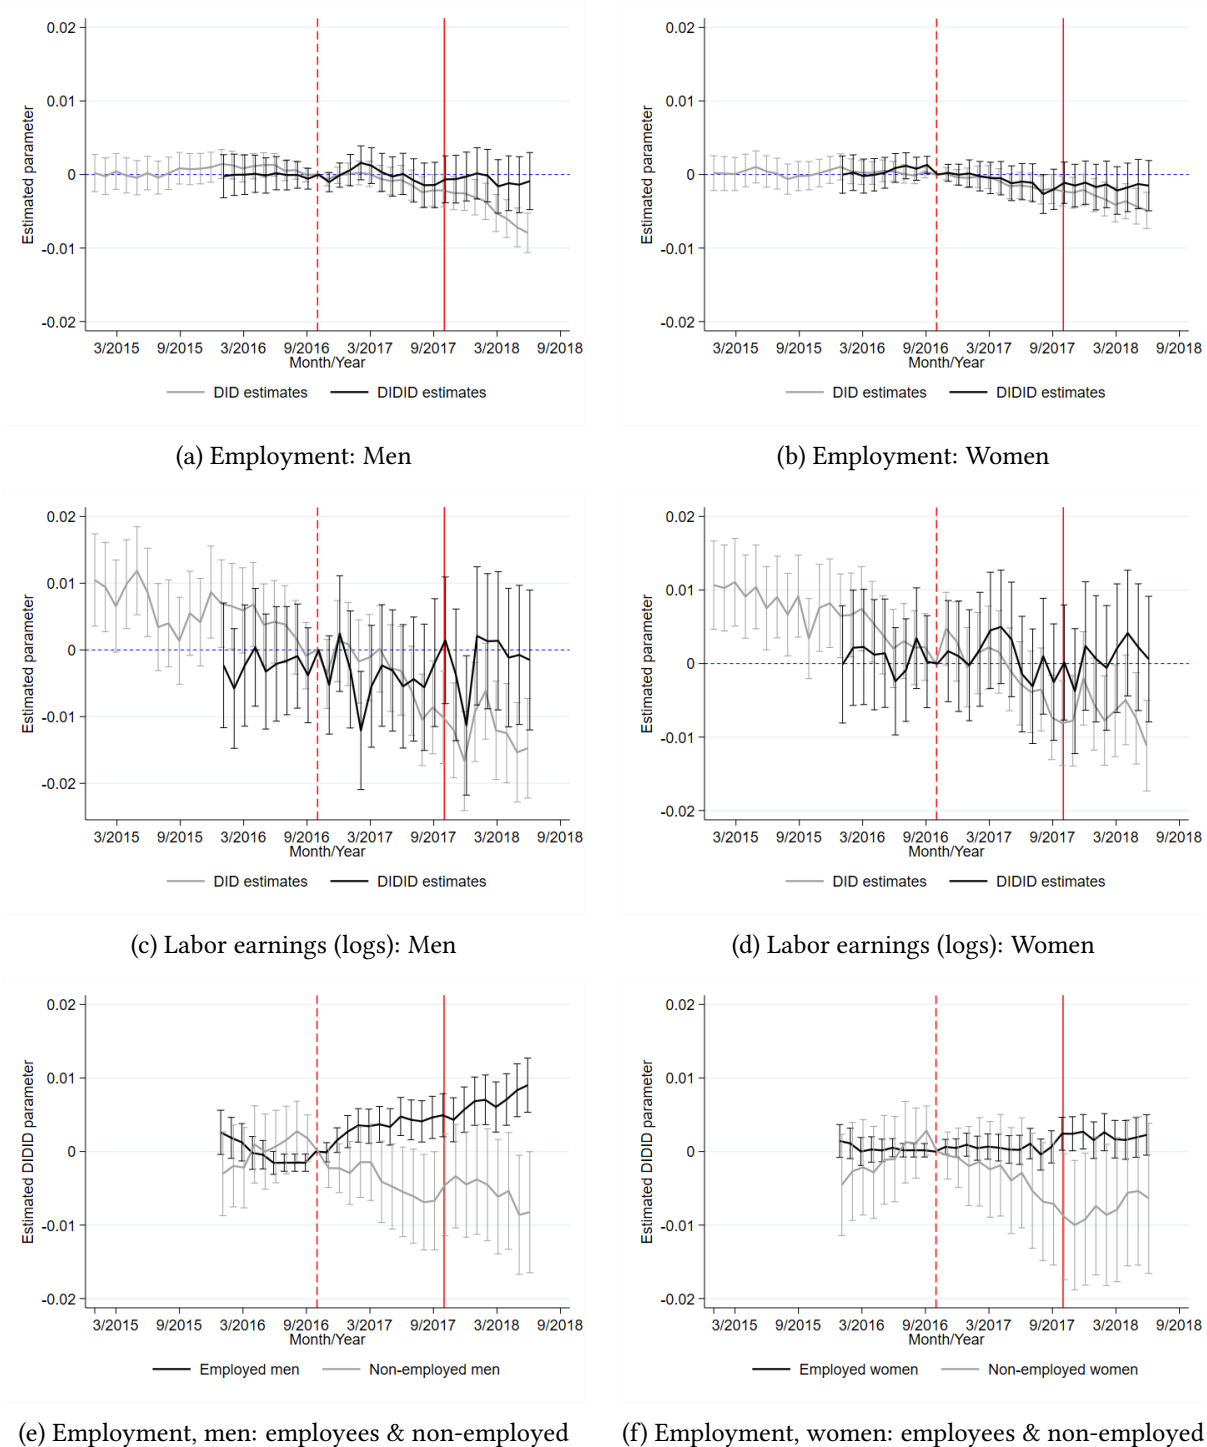 0.02
0.01
0
-0.01
-0.02
Estimated parameter
3/2015 9/2015 3/2016 9/2016 3/2017 9/2017 3/2018 9/2018
Month/Year
DID estimates DIDID estimates
(a) Employment: Men
0.02
0.01
0
-0.01
-0.02
Estimated parameter
3/2015 9/2015 3/2016 9/2016 3/2017 9/2017 3/2018 9/2018
Month/Year
DID estimates DIDID estimates
(b) Employment: Women
0.02
0.01
0
-0.01
-0.02
Estimated parameter
3/2015 9/2015 3/2016 9/2016 3/2017 9/2017 3/2018 9/2018
Month/Year
DID estimates DIDID estimates
(c) Labor earnings (logs): Men
0.02
0.01
0
-0.01
-0.02
Estimated parameter
3/2015 9/2015 3/2016 9/2016 3/2017 9/2017 3/2018 9/2018
Month/Year
DID estimates DIDID estimates
(d) Labor earnings (logs): Women
0.02
0.01
0
-0.01
-0.02
Estimated DIDID parameter
3/2015 9/2015 3/2016 9/2016 3/2017 9/2017 3/2018 9/2018
Month/Year
Employed men Non-employed men
(e) Employment, men: employees & non-employed
0.02
0.01
0
-0.01
-0.02
Estimated DIDID parameter
3/2015 9/2015 3/2016 9/2016 3/2017 9/2017 3/2018 9/2018
Month/Year
Employed women Non-employed women
(f) Employment, women: employees & non-employed